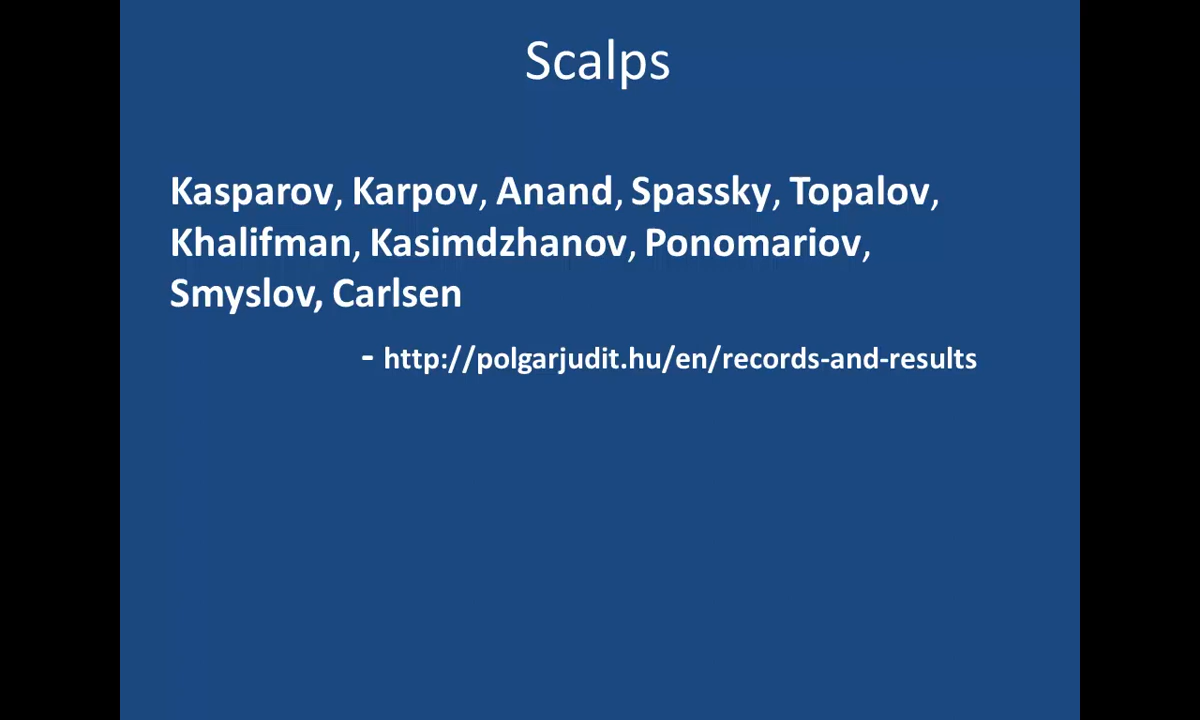 Scalps
Kasparov, Karpov, Anand, Spassky, Topalov,
Khalifman, Kasimdzhanov, Ponomariov,
Smyslov, Carlsen
- http://polgarjudit.hu/en/records-and-results